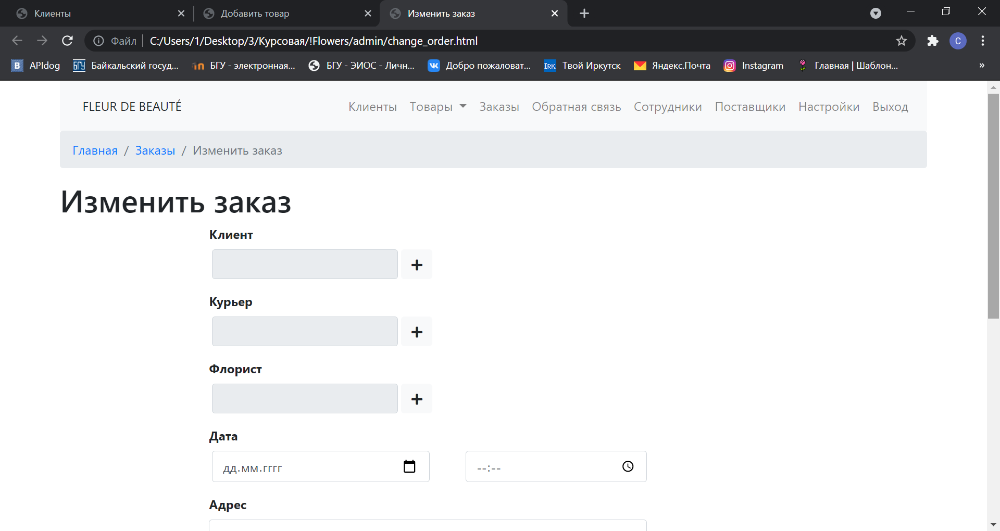 Клиенты Добавить товар Изменить заказ
Файл C:/Users/1/Desktop/3/Курсовая/!Flowers/admin/change_order.html C
B APIdog БГУ Байкальский госуд... БГУ - электронная... БГУ - ЭИОС - Личн... Добро пожаловат... IRK. Твой Иркутск Яндекс.Почта Instagram Главная | Шаблон... »
FLEUR DE BEAUTÉ Клиенты Товары Заказы Обратная связь Сотрудники Поставщики Настройки Выход
Главная / Заказы / Изменить заказ
Изменить заказ
Клиент
+
Курьер
+
Флорист
+
Дата
дд.мм.гггг --:--
Адрес